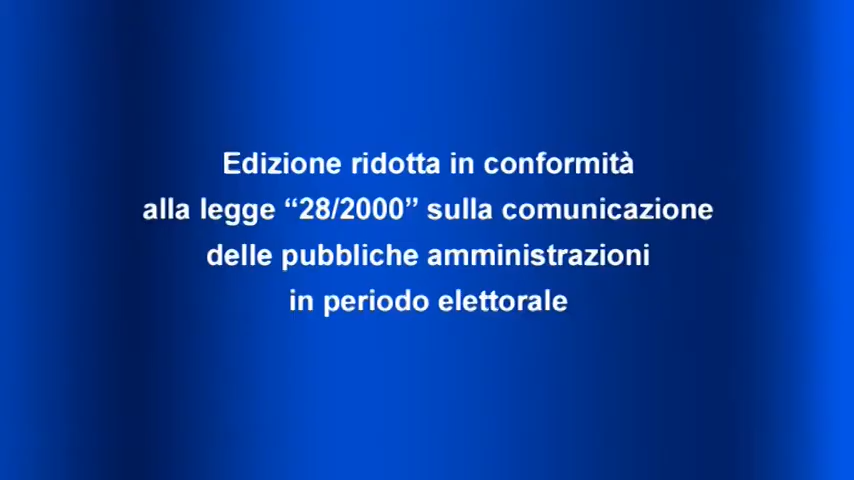 Edizione ridotta in conformità
alla legge “28/2000” sulla comunicazione
delle pubbliche amministrazioni
in periodo elettorale